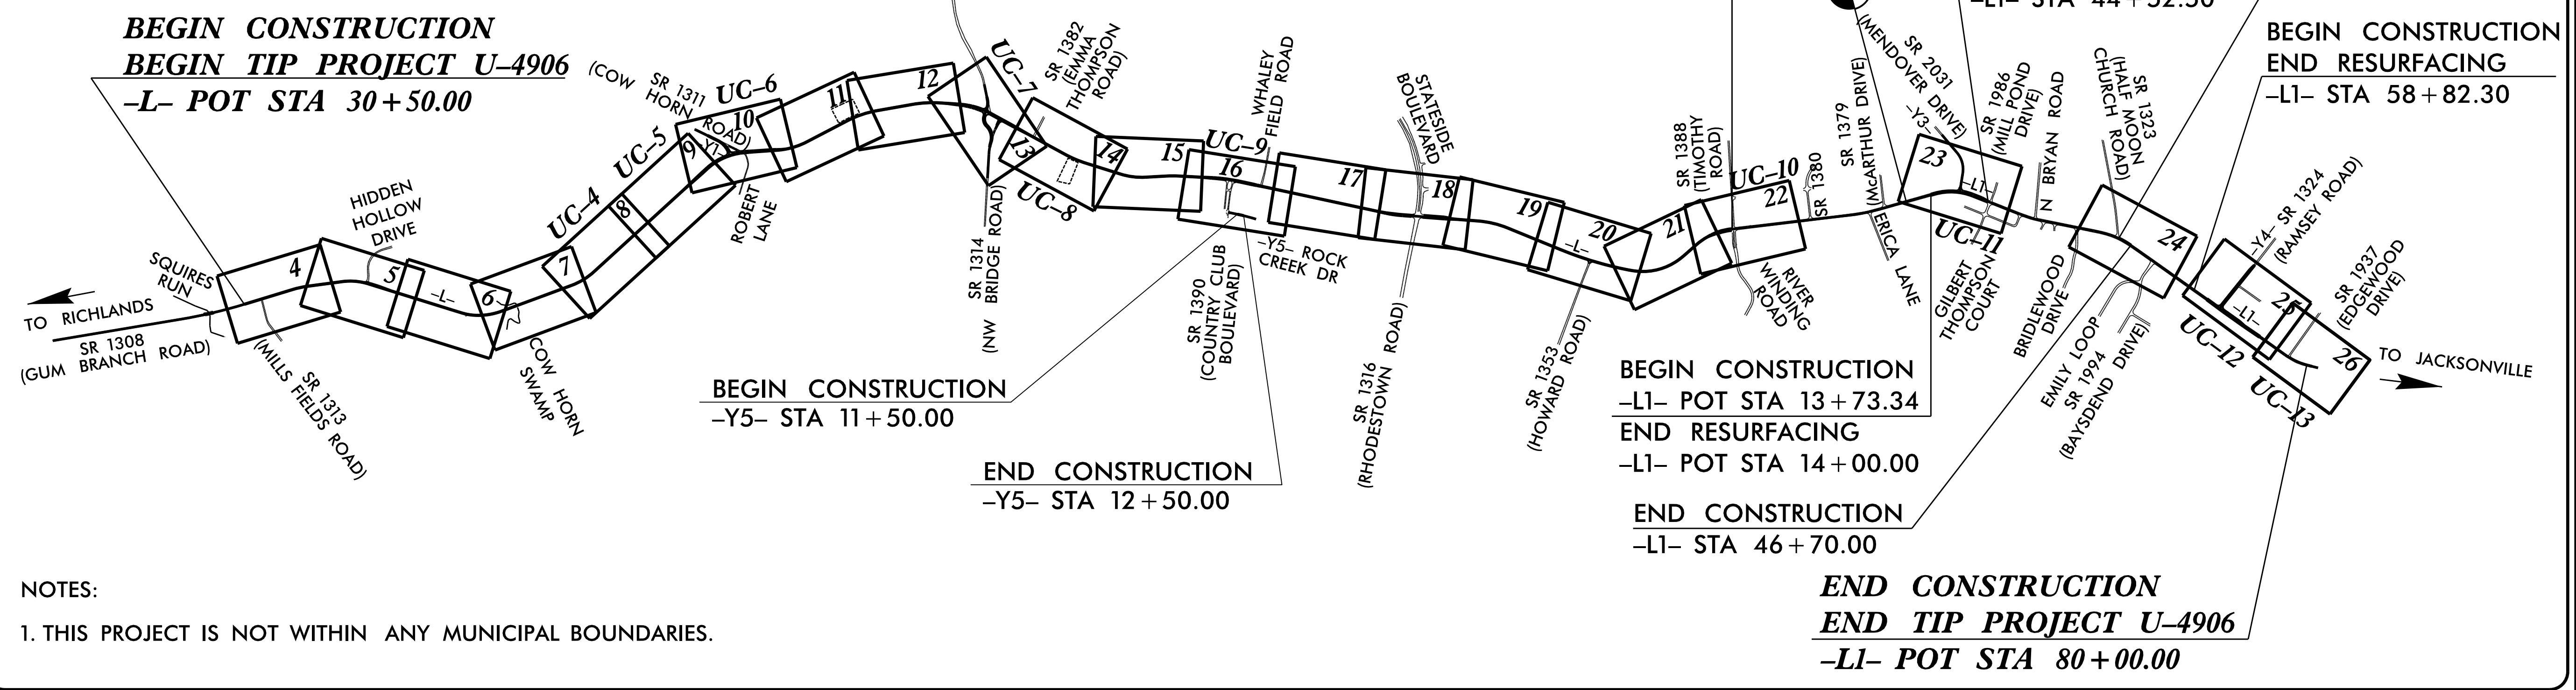 BEGIN CONSTRUCTION
BEGIN TIP PROJECT U–4906
–L– POT STA 30+50.00
TO RICHLANDS
SR 1308
(GUM BRANCH ROAD)
SQUIRES
RUN
4
SR 1313
(MILLS FIELDS ROAD)
HIDDEN
HOLLOW
DRIVE
5
–L–
6
COW HORN
SWAMP
UC–4
7
8
UC–5
SR 1311
(COW HORN ROAD)
9
–Y1–
UC–6
10
ROBERT
LANE
11
12
UC–7
SR 1382
(EMMA
THOMPSON
ROAD)
13
SR 1314
(NW BRIDGE ROAD)
UC–8
14
15
UC–9
16
WHALEY
FIELD ROAD
–Y5– ROCK
CREEK DR
SR 1390
(COUNTRY CLUB
BOULEVARD)
BEGIN CONSTRUCTION
–Y5– STA 11+50.00
END CONSTRUCTION
–Y5– STA 12+50.00
17
STATESIDE
BOULEVARD
18
SR 1316
(RHODESTOWN ROAD)
19
–L–
20
SR 1353
(HOWARD ROAD)
21
SR 1388
(TIMOTHY
ROAD)
UC–10
22
RIVER
WINDING
ROAD
SR 1380
SR 1379
(McARTHUR DRIVE)
ERICA LANE
SR 2031
(MENDOVER DRIVE)
–Y3–
23
–L1–
UC–11
SR 1986
(MILL POND
DRIVE)
GILBERT
THOMPSON
COURT
N BRYAN ROAD
BEGIN CONSTRUCTION
–L1– POT STA 13+73.34
END RESURFACING
–L1– POT STA 14+00.00
–L1– STA 44+52.50
SR 1323
(HALF MOON
CHURCH ROAD)
BRIDLEWOOD
DRIVE
24
EMILY LOOP
SR 1994
(BAYSDEND DRIVE)
END CONSTRUCTION
–L1– STA 46+70.00
BEGIN CONSTRUCTION
END RESURFACING
–L1– STA 58+82.30
–Y4– SR 1324
(RAMSEY ROAD)
25
–L1–
UC–12
SR 1937
(EDGEWOOD
DRIVE)
26
UC–13
TO JACKSONVILLE
END CONSTRUCTION
END TIP PROJECT U–4906
–L1– POT STA 80+00.00
NOTES:
1. THIS PROJECT IS NOT WITHIN ANY MUNICIPAL BOUNDARIES.